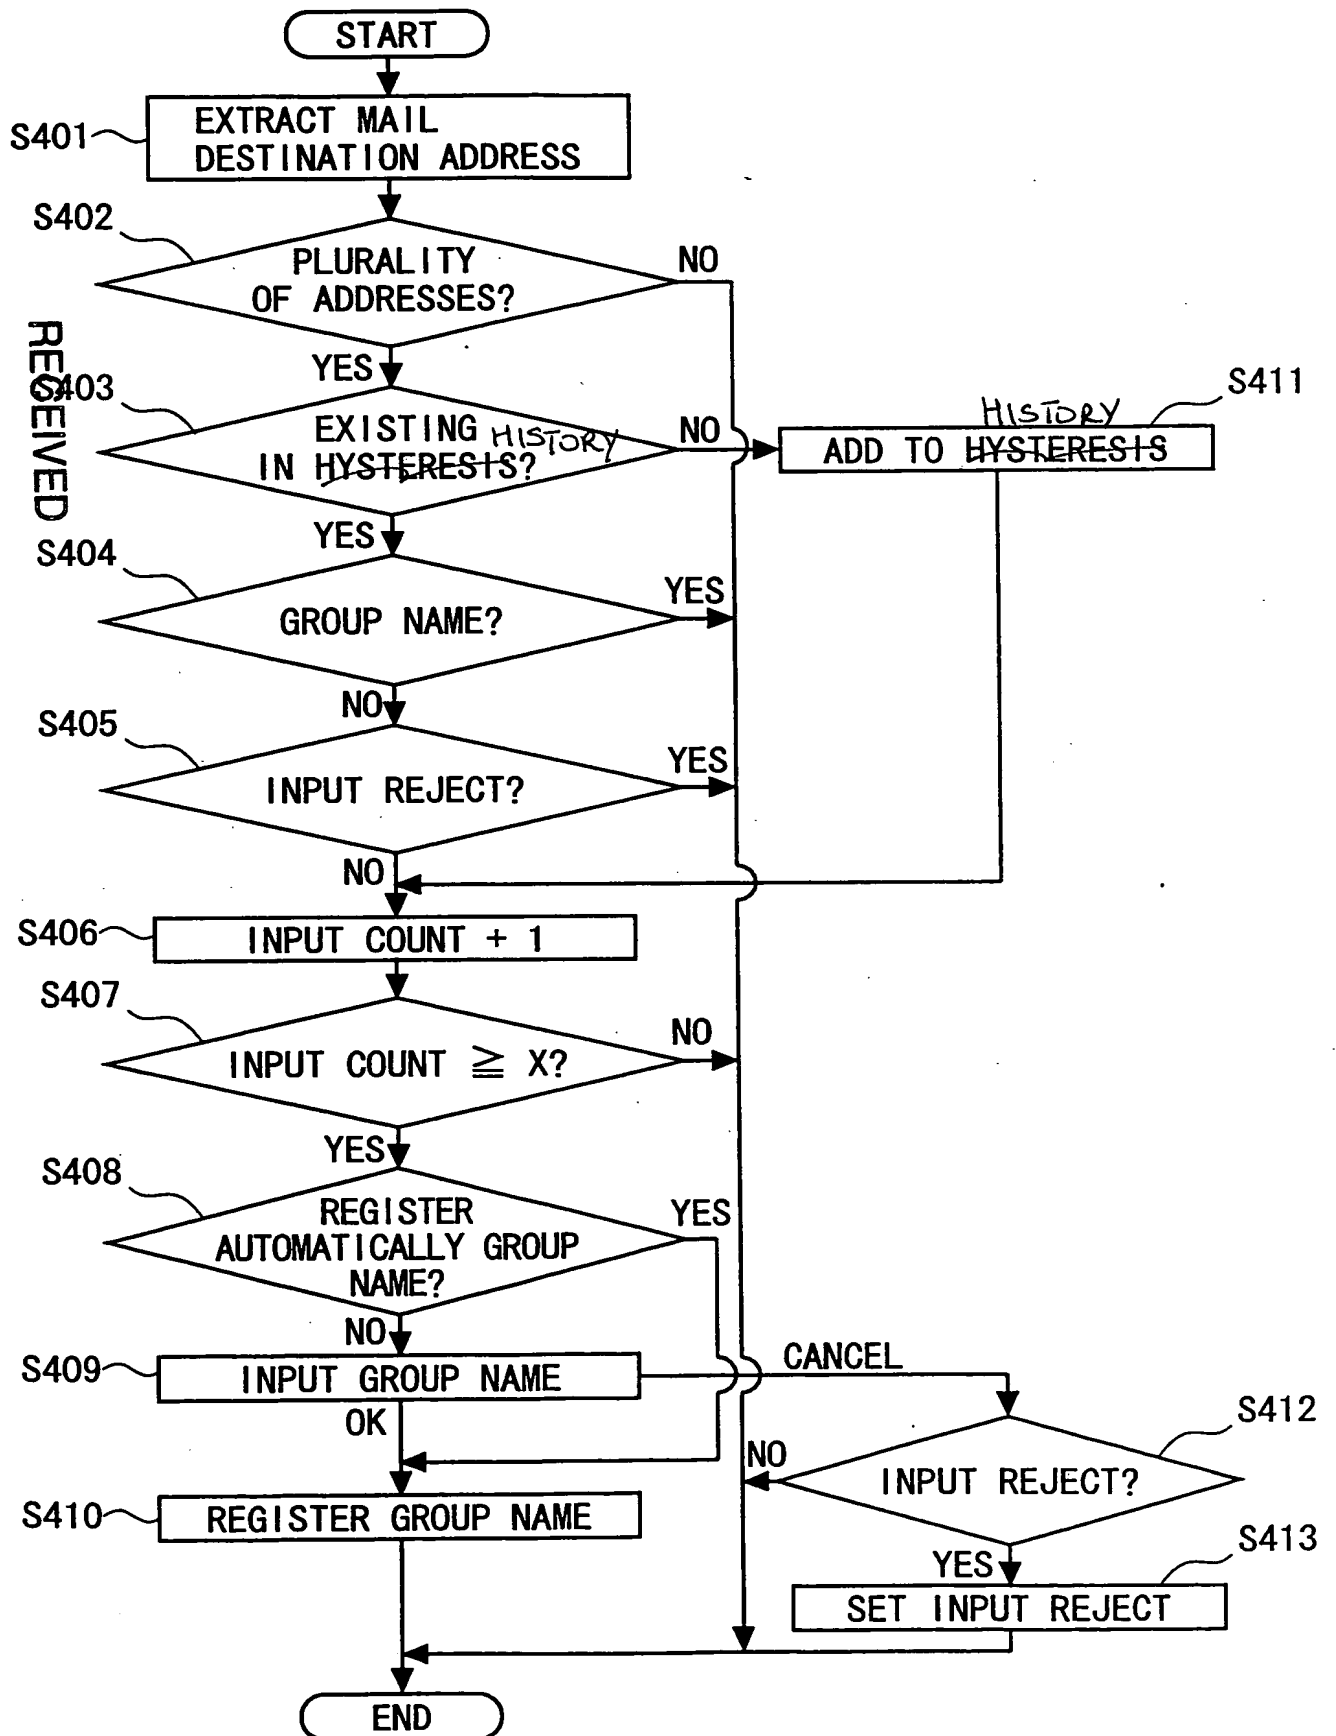 START
S401
EXTRACT MAIL
DESTINATION ADDRESS
S402
PLURALITY
OF ADDRESSES?
NO
YES
RECEIVED
S403
EXISTING
IN HYSTERESIS?
HISTORY
NO
HISTORY
ADD TO HYSTERESIS
S411
YES
S404
GROUP NAME?
YES
NO
S405
INPUT REJECT?
YES
NO
S406
INPUT COUNT + 1
S407
INPUT COUNT ≧ X?
NO
YES
S408
REGISTER
AUTOMATICALLY GROUP
NAME?
YES
NO
S409
INPUT GROUP NAME
CANCEL
OK
S412
INPUT REJECT?
NO
YES
S410
REGISTER GROUP NAME
S413
SET INPUT REJECT
END